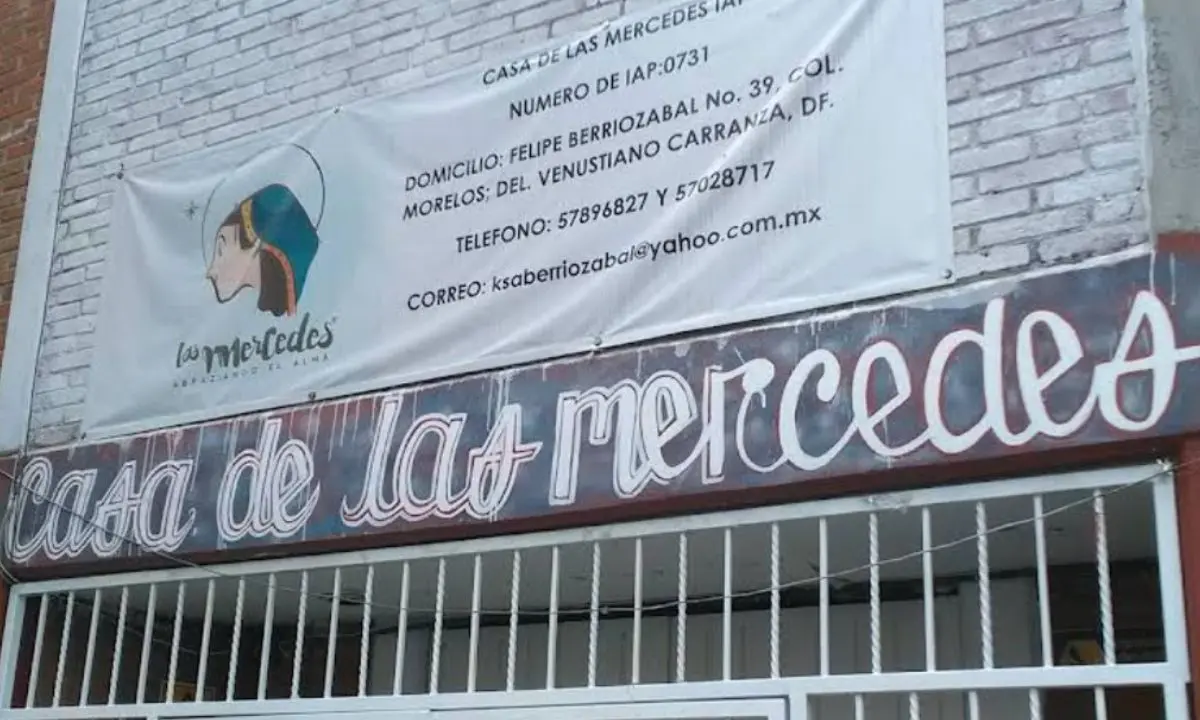 CASA DE LAS MERCEDES IAP
NUMERO DE IAP:0731
DOMICILIO: FELIPE BERRIOZABAL No. 39, COL.
MORELOS; DEL. VENUSTIANO CARRANZA, DF.
TELEFONO: 57896827 Y 57028717
CORREO: ksaberriozabal@yahoo.com.mx
las mercedes
ABRAZANDO EL ALMA
Casa de las mercedes